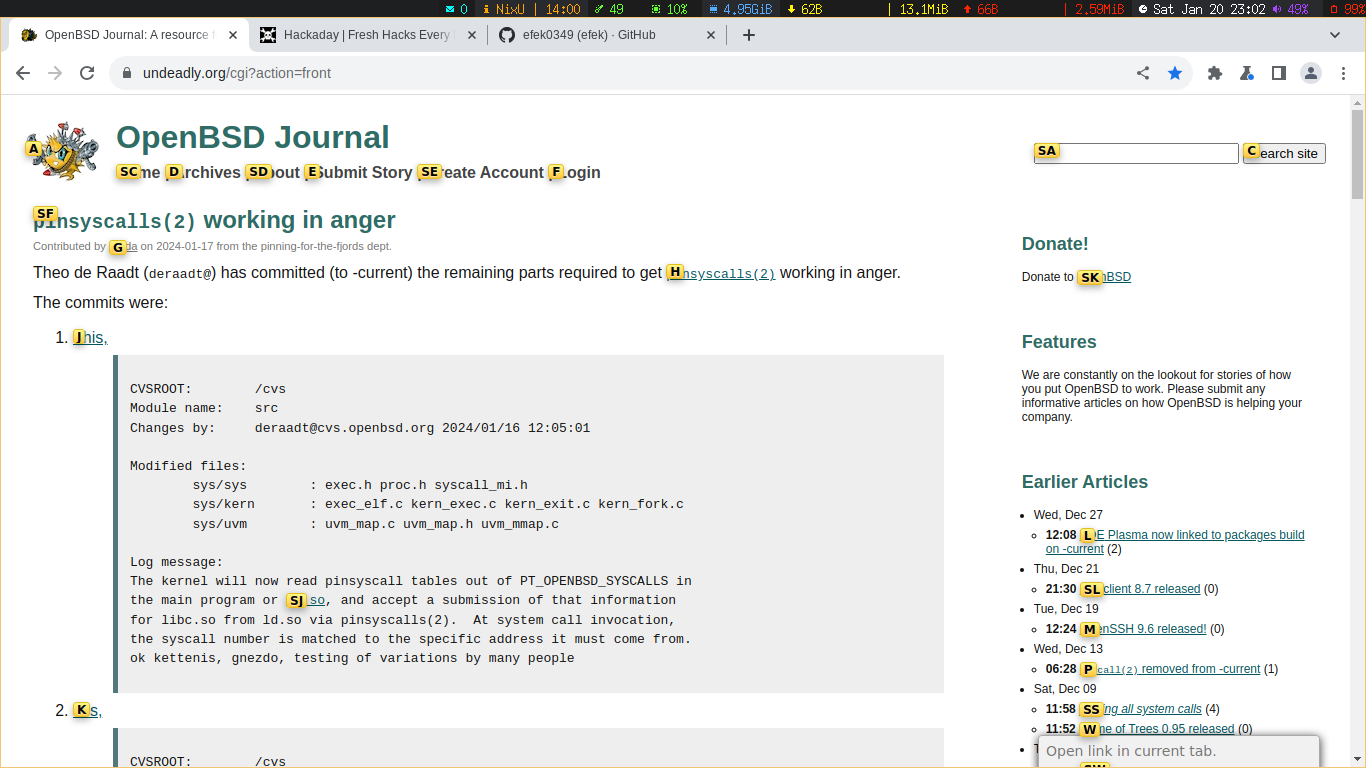 0 NixU | 14:00 49 10% 4.95GiB 62B | 13.1MiB 66B | 2.59MiB Sat Jan 20 23:02 49% 98%
OpenBSD Journal: A resource f
Hackaday | Fresh Hacks Every
efek0349 (efek) · GitHub
undeadly.org/cgi?action=front
A
OpenBSD Journal
SC me D Archives SD bout E Submit Story SE reate Account F Login
SA
C earch site
SF pinsyscalls(2) working in anger
Contributed by G da on 2024-01-17 from the pinning-for-the-fjords dept.
Theo de Raadt (deraadt@) has committed (to -current) the remaining parts required to get H nsyscalls(2) working in anger.
The commits were:
1. J his,
CVSROOT: /cvs
Module name: src
Changes by: deraadt@cvs.openbsd.org 2024/01/16 12:05:01
Modified files:
sys/sys : exec.h proc.h syscall_mi.h
sys/kern : exec_elf.c kern_exec.c kern_exit.c kern_fork.c
sys/uvm : uvm_map.c uvm_map.h uvm_mmap.c
Log message:
The kernel will now read pinsyscall tables out of PT_OPENBSD_SYSCALLS in
the main program or SJ so, and accept a submission of that information
for libc.so from ld.so via pinsyscalls(2). At system call invocation,
the syscall number is matched to the specific address it must come from.
ok kettenis, gnezdo, testing of variations by many people
2. K s,
CVSROOT: /cvs
Donate!
Donate to SK nBSD
Features
We are constantly on the lookout for stories of how
you put OpenBSD to work. Please submit any
informative articles on how OpenBSD is helping your
company.
Earlier Articles
Wed, Dec 27
12:08 L DE Plasma now linked to packages build
on -current (2)
Thu, Dec 21
21:30 SL client 8.7 released (0)
Tue, Dec 19
12:24 M enSSH 9.6 released! (0)
Wed, Dec 13
06:28 P call(2) removed from -current (1)
Sat, Dec 09
11:58 SS ng all system calls (4)
11:52 W me of Trees 0.95 released (0)
Open link in current tab.